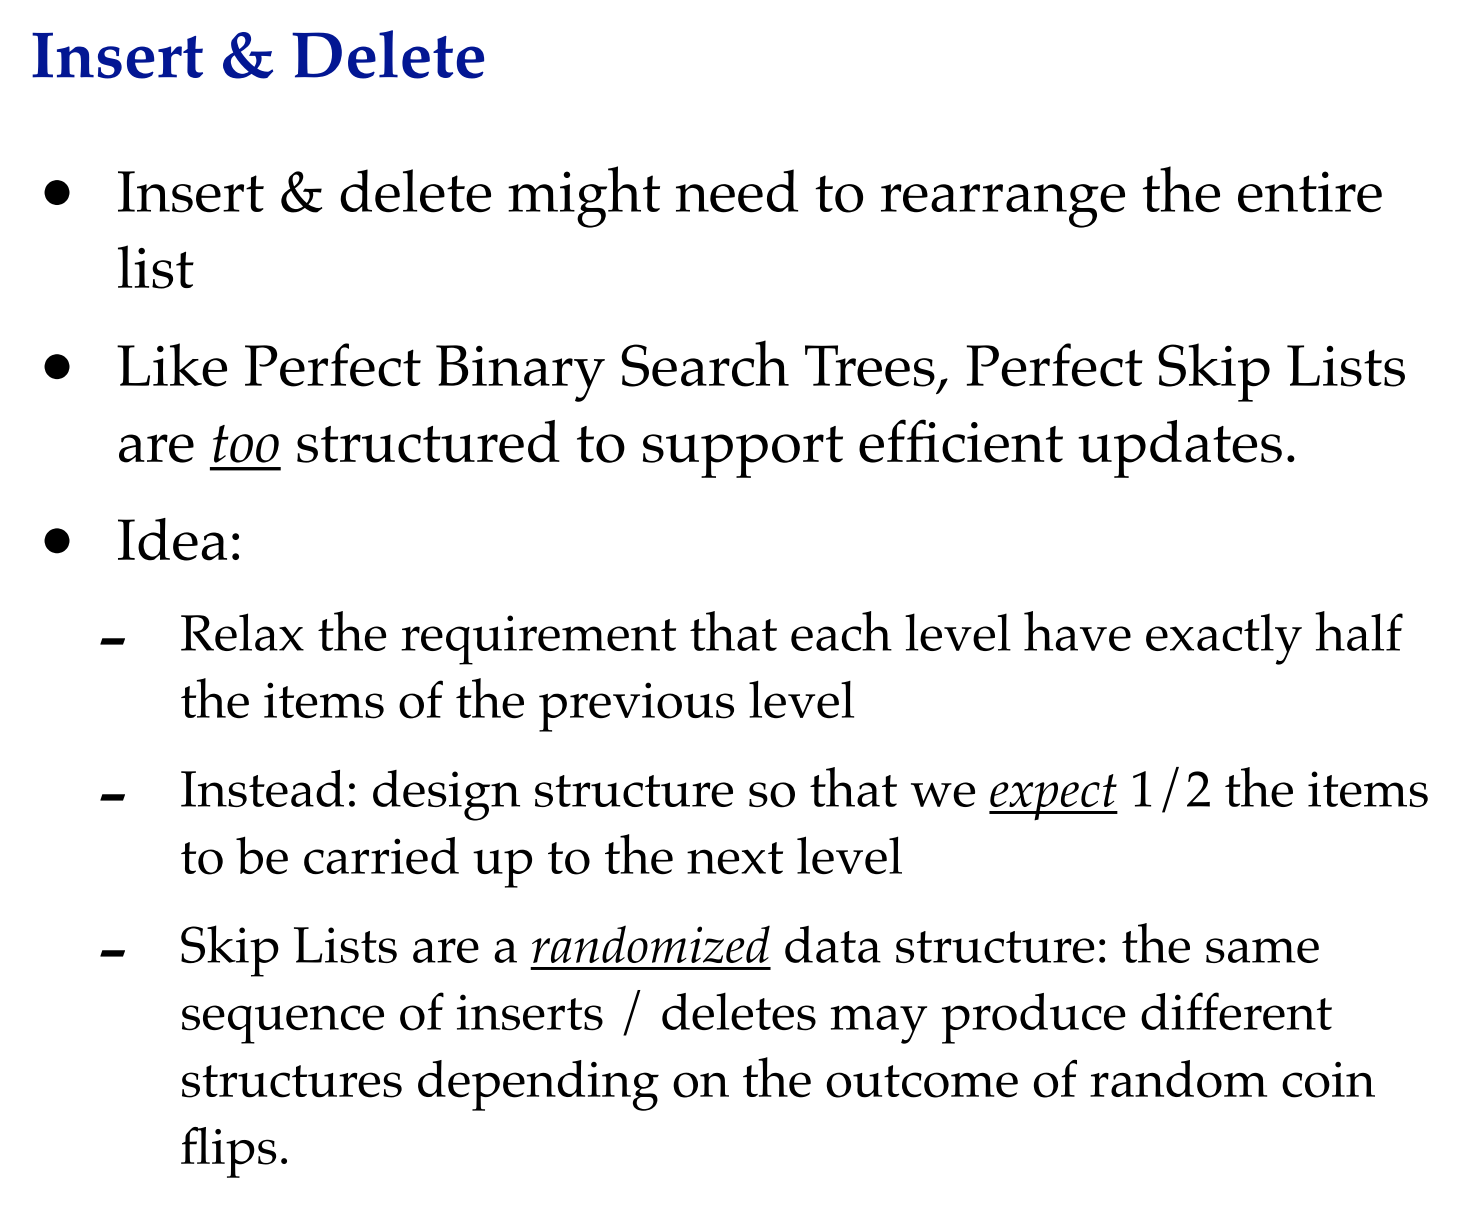 Insert & Delete
• Insert & delete might need to rearrange the entire
list
• Like Perfect Binary Search Trees, Perfect Skip Lists
are too structured to support efficient updates.
• Idea:
- Relax the requirement that each level have exactly half
the items of the previous level
- Instead: design structure so that we expect 1/2 the items
to be carried up to the next level
- Skip Lists are a randomized data structure: the same
sequence of inserts / deletes may produce different
structures depending on the outcome of random coin
flips.